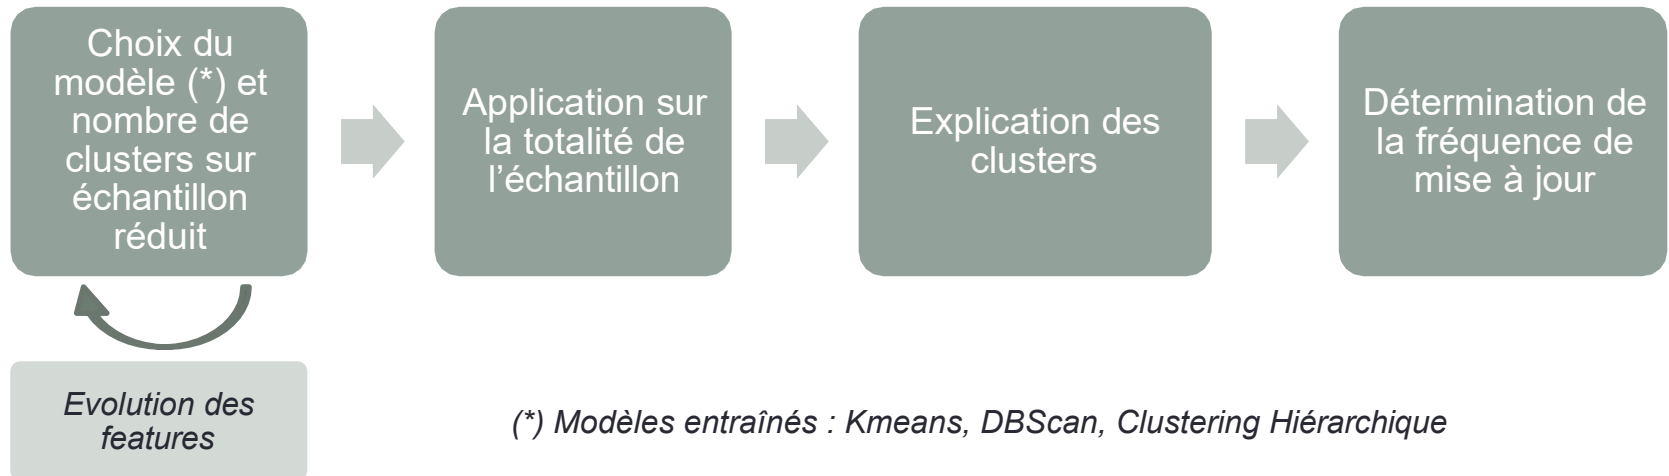 Choix du
modèle (*) et
nombre de
clusters sur
échantillon
réduit
Application sur
la totalité de
l’échantillon
Explication des
clusters
Détermination de
la fréquence de
mise à jour
Evolution des
features
(*) Modèles entraînés : Kmeans, DBScan, Clustering Hiérarchique